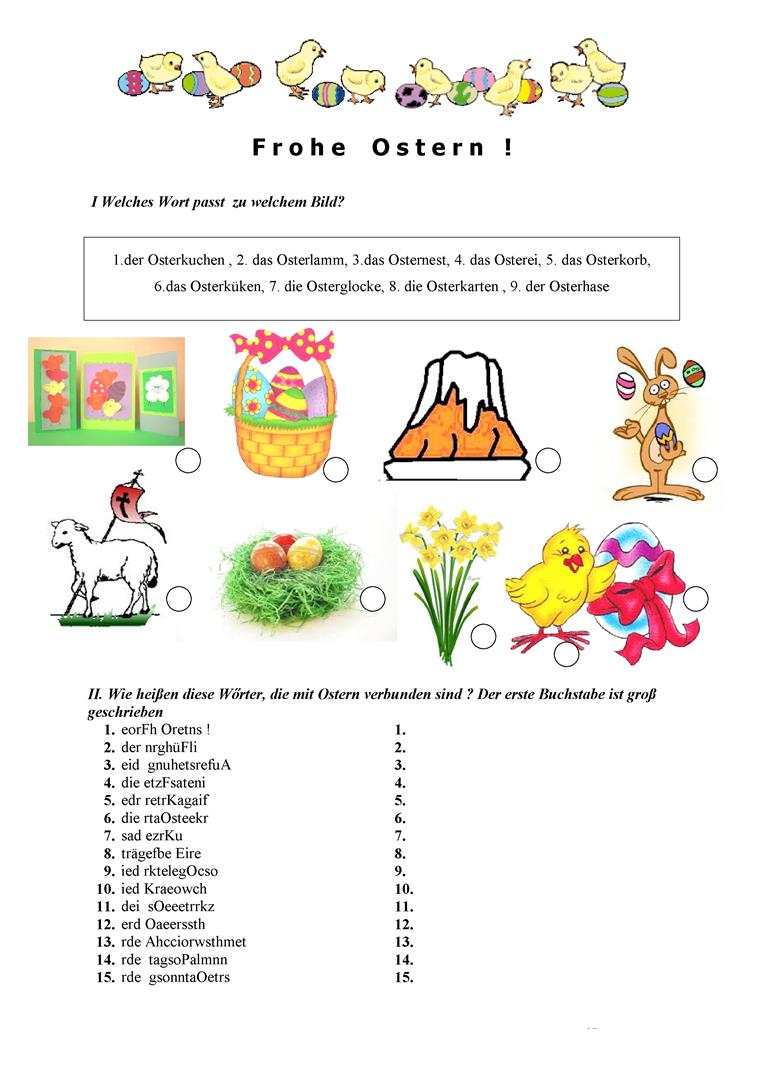 Frohe Ostern !
I Welches Wort passt zu welchem Bild?
1.der Osterkuchen , 2. das Osterlamm, 3.das Osternest, 4. das Osterei, 5. das Osterkorb,
6.das Osterküken, 7. die Osterglocke, 8. die Osterkarten , 9. der Osterhase
II. Wie heißen diese Wőrter, die mit Ostern verbunden sind ? Der erste Buchstabe ist groß
geschrieben
1. eorFh Oretns ! 1.
2. der nrghüFli 2.
3. eid gnuhetsrefuA 3.
4. die etzFsateni 4.
5. edr retrKagaif 5.
6. die rtaOsteekr 6.
7. sad ezrKu 7.
8. trägefbe Eire 8.
9. ied rktelegOcso 9.
10. ied Kraeowch 10.
11. dei sOeeetrrkz 11.
12. erd Oaeerssth 12.
13. rde Ahcciorwsthmet 13.
14. rde tagsoPalmnn 14.
15. rde gsonntaOetrs 15.